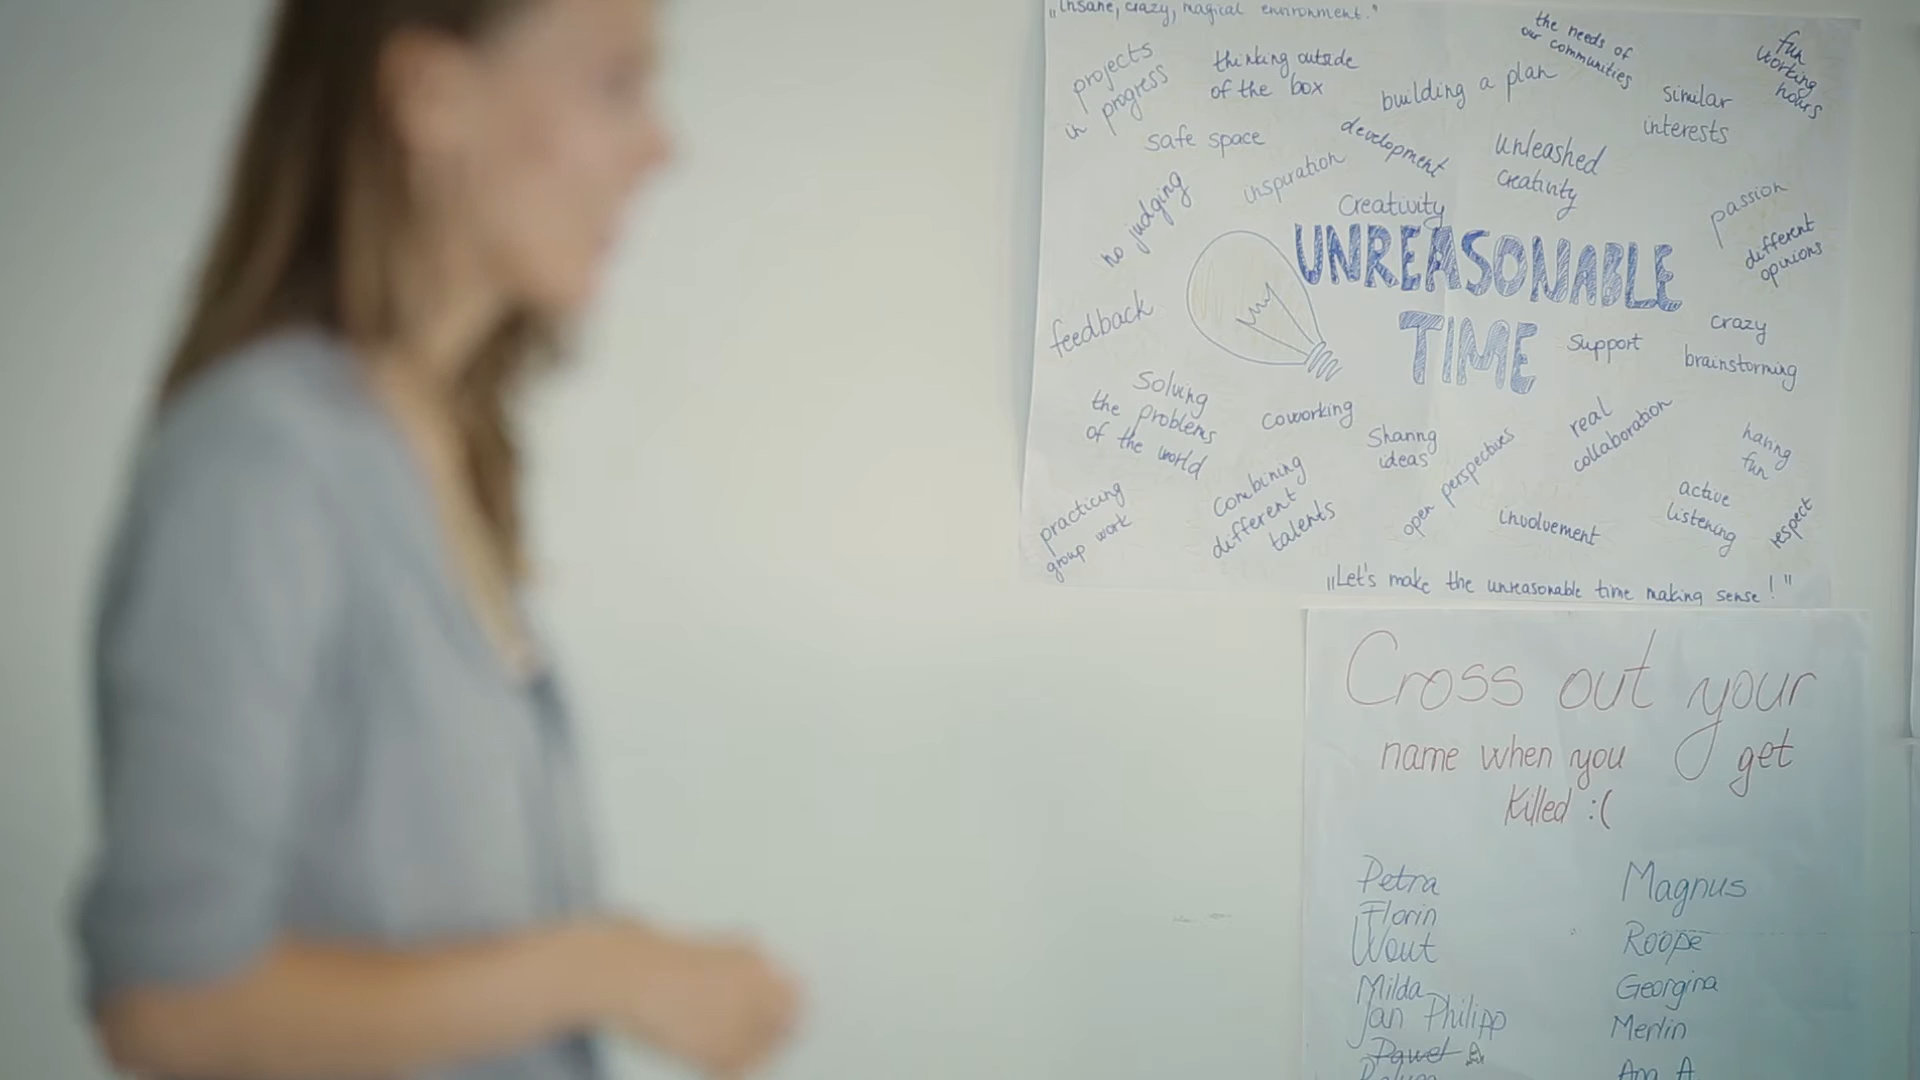 „Insane, crazy, magical environment."
projects
in progress
thinking outside
of the box
building a plan
the needs of
our communities
fun
working
hours
similar
interests
safe space
development
inspiration
unleashed
creativity
Creativity
no judging
passion
different
opinions
UNREASONABLE
TIME
feedback
Support
crazy
brainstorming
Solving
the problems
of the world
coworking
Sharing
ideas
real
collaboration
having
fun
open perspectives
Combining
different
talents
practicing
group work
involvement
active
listening
respect
„Let's make the unreasonable time making sense!"
Cross out your
name when you get
killed :(
Petra
Florin
Wout
Milda
Jan Philipp
Pawel
Magnus
Roope
Georgina
Merlin
Ana A.